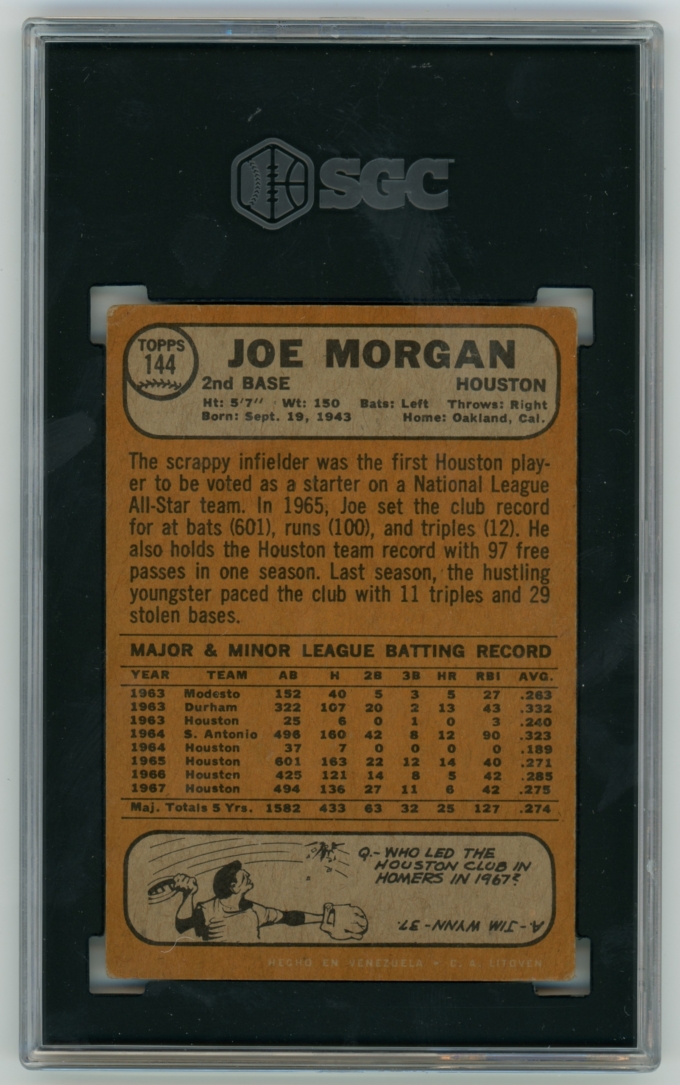 SGC
TOPPS
144
JOE MORGAN
2nd BASE HOUSTON
Ht: 5'7" Wt: 150 Bats: Left Throws: Right
Born: Sept. 19, 1943 Home: Oakland, Cal.
The scrappy infielder was the first Houston play-
er to be voted as a starter on a National League
All-Star team. In 1965, Joe set the club record
for at bats (601), runs (100), and triples (12). He
also holds the Houston team record with 97 free
passes in one season. Last season, the hustling
youngster paced the club with 11 triples and 29
stolen bases.
MAJOR & MINOR LEAGUE BATTING RECORD
YEAR TEAM AB H 2B 3B HR RBI AVG.
1963 Modesto 152 40 5 3 5 27 .263
1963 Durham 322 107 20 2 13 43 .332
1963 Houston 25 6 0 1 0 3 .240
1964 S. Antonio 496 160 42 8 12 90 .323
1964 Houston 37 7 0 0 0 0 .189
1965 Houston 601 163 22 12 14 40 .271
1966 Houston 425 121 14 8 5 42 .285
1967 Houston 494 136 27 11 6 42 .275
Maj. Totals 5 Yrs. 1582 433 63 32 25 127 .274
Q.- WHO LED THE
HOUSTON CLUB IN
HOMERS IN 1967?
A- JIM WYNN - 37.
HECHO EN VENEZUELA - C. A. LITOVEN